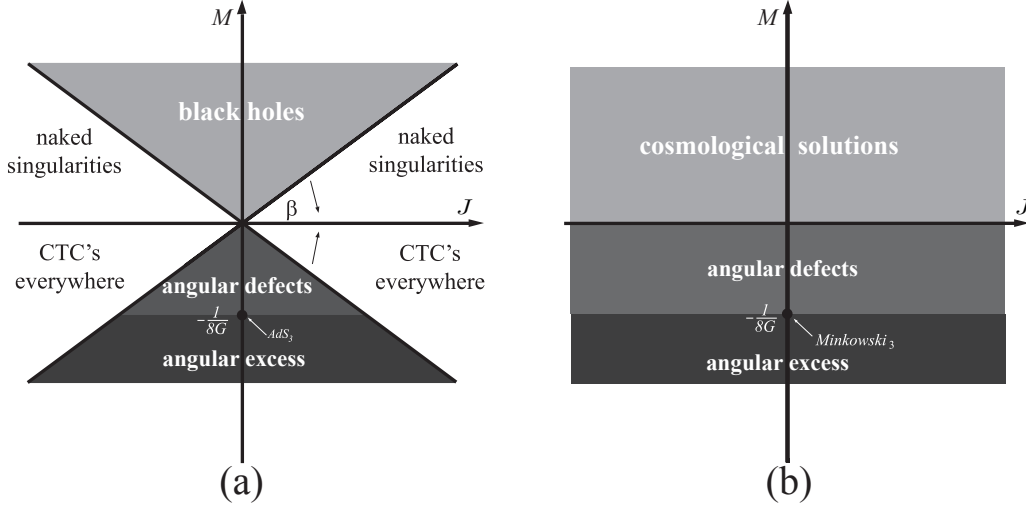 M
black holes
naked
singularities
naked
singularities
β
J
CTC's
everywhere
CTC's
everywhere
angular defects
-1/8G
AdS3
angular excess
(a)
M
cosmological solutions
J
angular defects
-1/8G
Minkowski3
angular excess
(b)